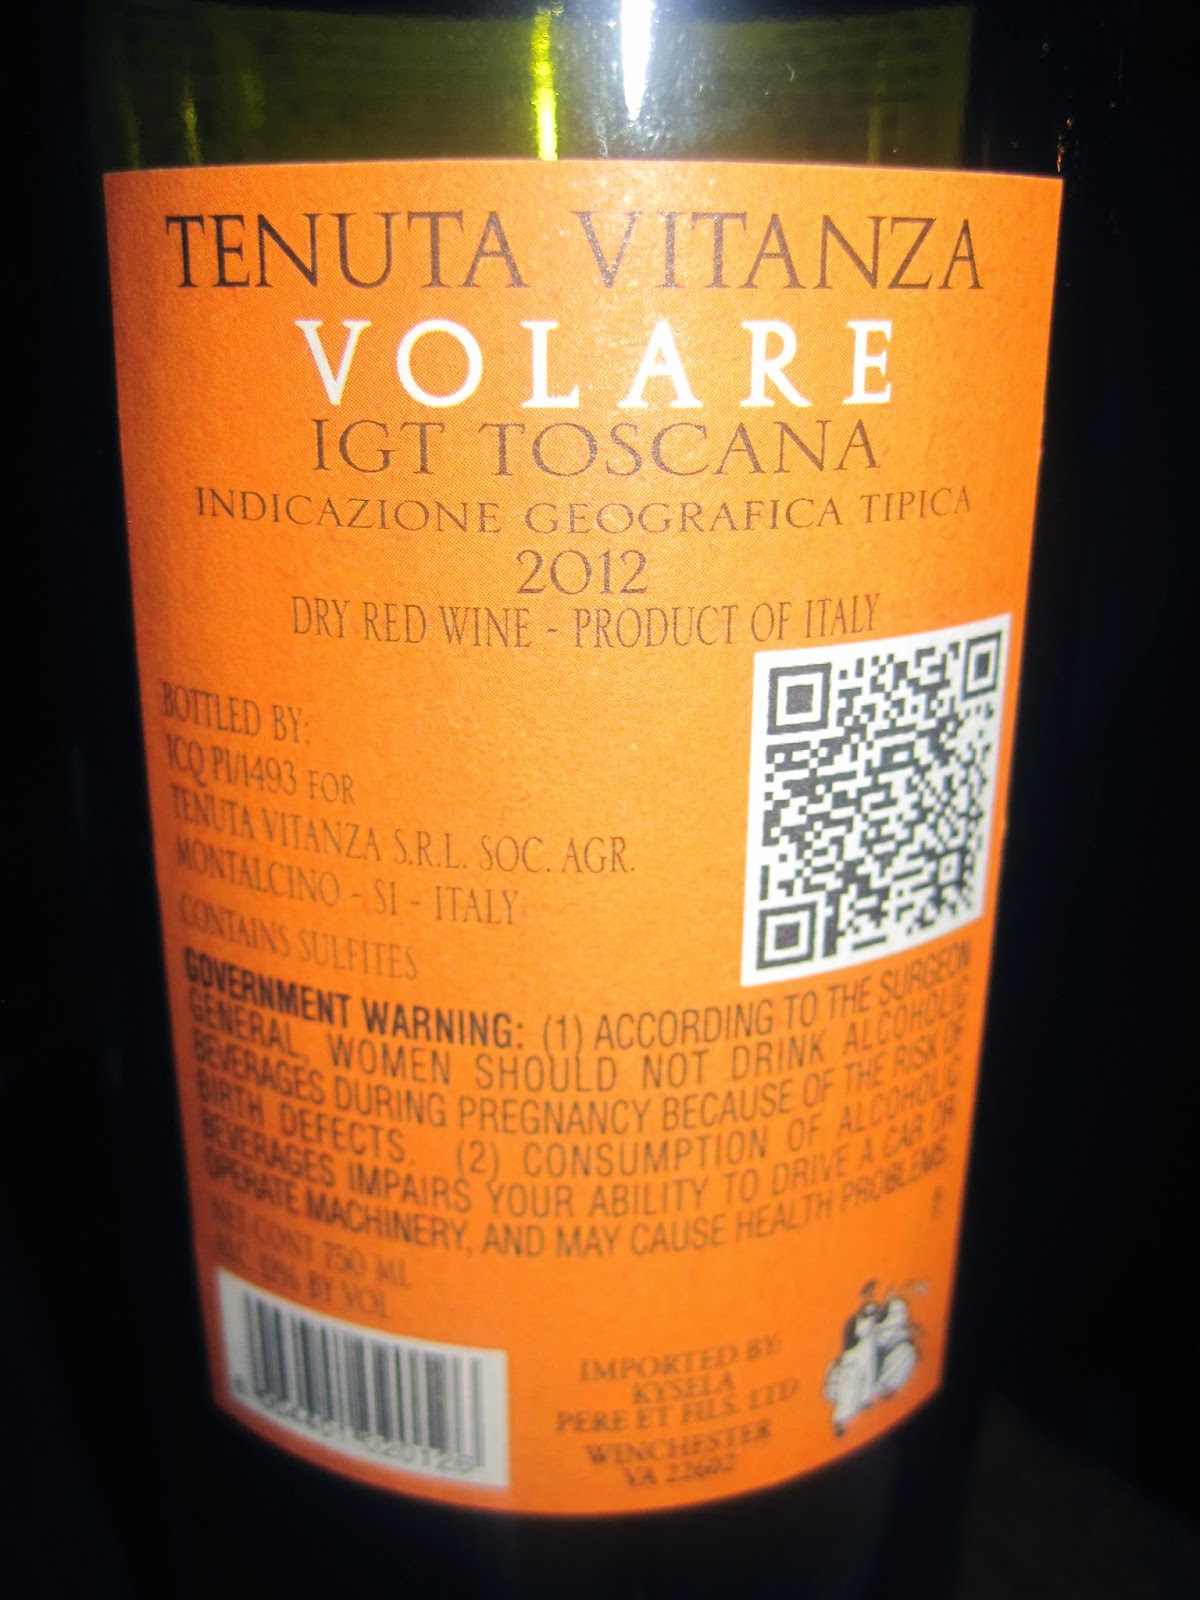 TENUTA VITANZA
VOLARE
IGT TOSCANA
INDICAZIONE GEOGRAFICA TIPICA
2012
DRY RED WINE - PRODUCT OF ITALY
BOTTLED BY:
ICQ PI/1493 FOR
TENUTA VITANZA S.R.L. SOC. AGR.
MONTALCINO - SI - ITALY
CONTAINS SULFITES
GOVERNMENT WARNING: (1) ACCORDING TO THE SURGEON
GENERAL, WOMEN SHOULD NOT DRINK ALCOHOLIC
BEVERAGES DURING PREGNANCY BECAUSE OF THE RISK OF
BIRTH DEFECTS. (2) CONSUMPTION OF ALCOHOLIC
BEVERAGES IMPAIRS YOUR ABILITY TO DRIVE A CAR OR
OPERATE MACHINERY, AND MAY CAUSE HEALTH PROBLEMS.
NET CONT 750 ML
ALC. % BY VOL
IMPORTED BY:
KYSELA
PERE ET FILS. LTD
WINCHESTER
VA 22602